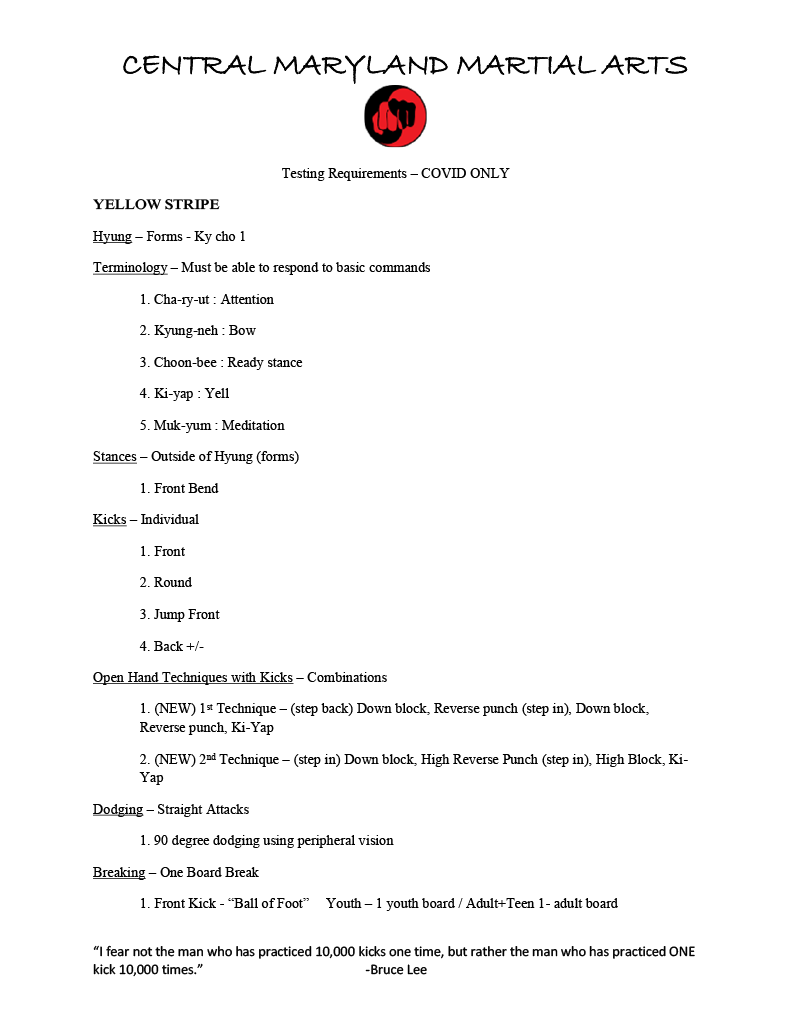 CENTRAL MARYLAND MARTIAL ARTS
Testing Requirements – COVID ONLY
YELLOW STRIPE
Hyung – Forms - Ky cho 1
Terminology – Must be able to respond to basic commands
1. Cha-ry-ut : Attention
2. Kyung-neh : Bow
3. Choon-bee : Ready stance
4. Ki-yap : Yell
5. Muk-yum : Meditation
Stances – Outside of Hyung (forms)
1. Front Bend
Kicks – Individual
1. Front
2. Round
3. Jump Front
4. Back +/-
Open Hand Techniques with Kicks – Combinations
1. (NEW) 1st Technique – (step back) Down block, Reverse punch (step in), Down block,
Reverse punch, Ki-Yap
2. (NEW) 2nd Technique – (step in) Down block, High Reverse Punch (step in), High Block, Ki-
Yap
Dodging – Straight Attacks
1. 90 degree dodging using peripheral vision
Breaking – One Board Break
1. Front Kick - “Ball of Foot” Youth – 1 youth board / Adult+Teen 1- adult board
“I fear not the man who has practiced 10,000 kicks one time, but rather the man who has practiced ONE
kick 10,000 times.” -Bruce Lee